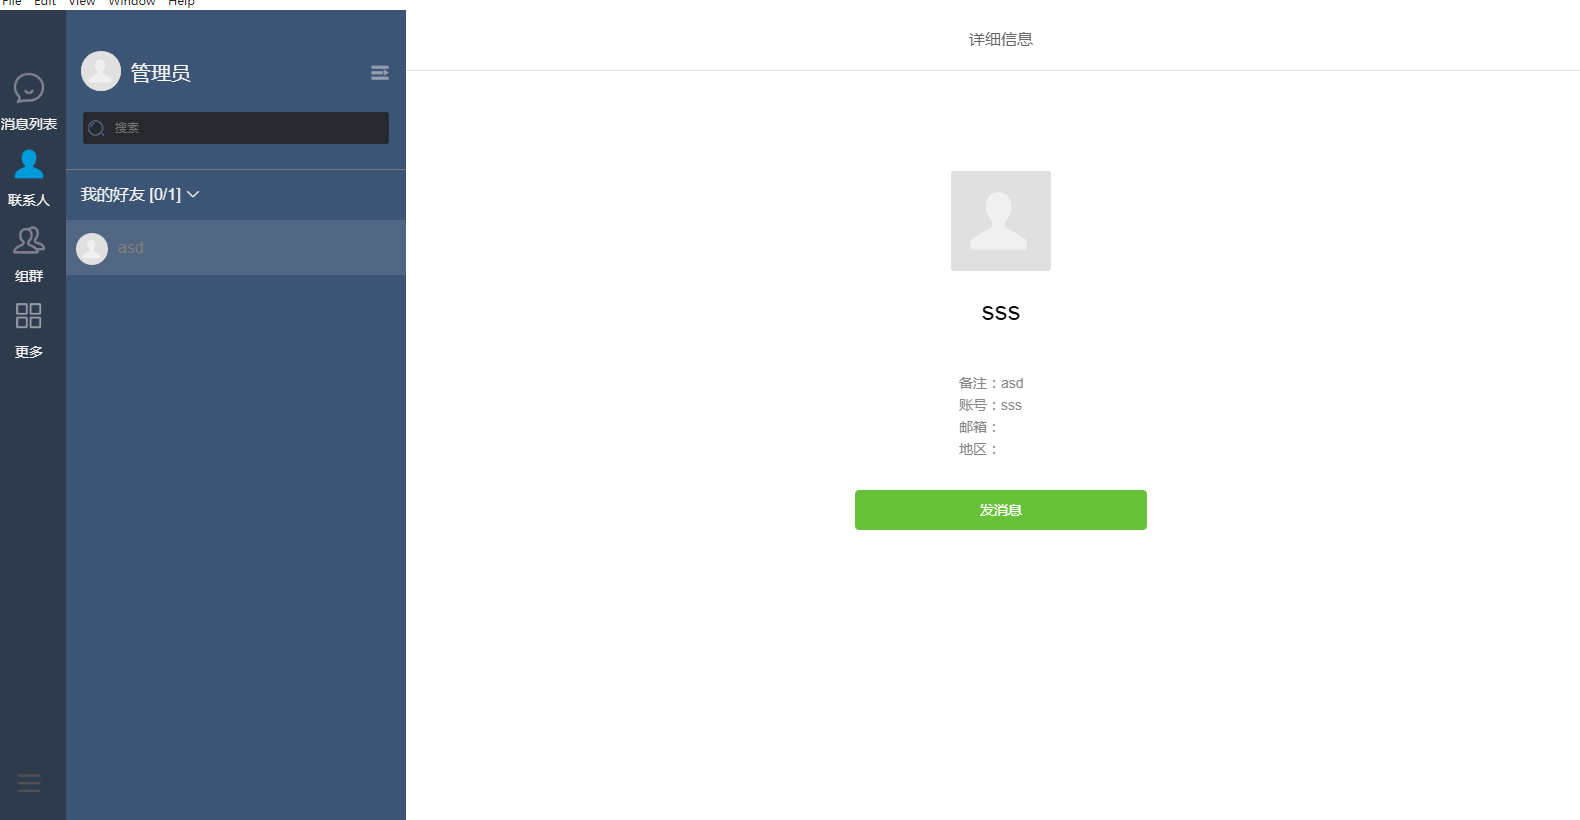 File Edit View Window Help
消息列表
联系人
组群
更多
管理员
搜索
我的好友 [0/1]
asd
详细信息
sss
备注：asd
账号：sss
邮箱：
地区：
发消息